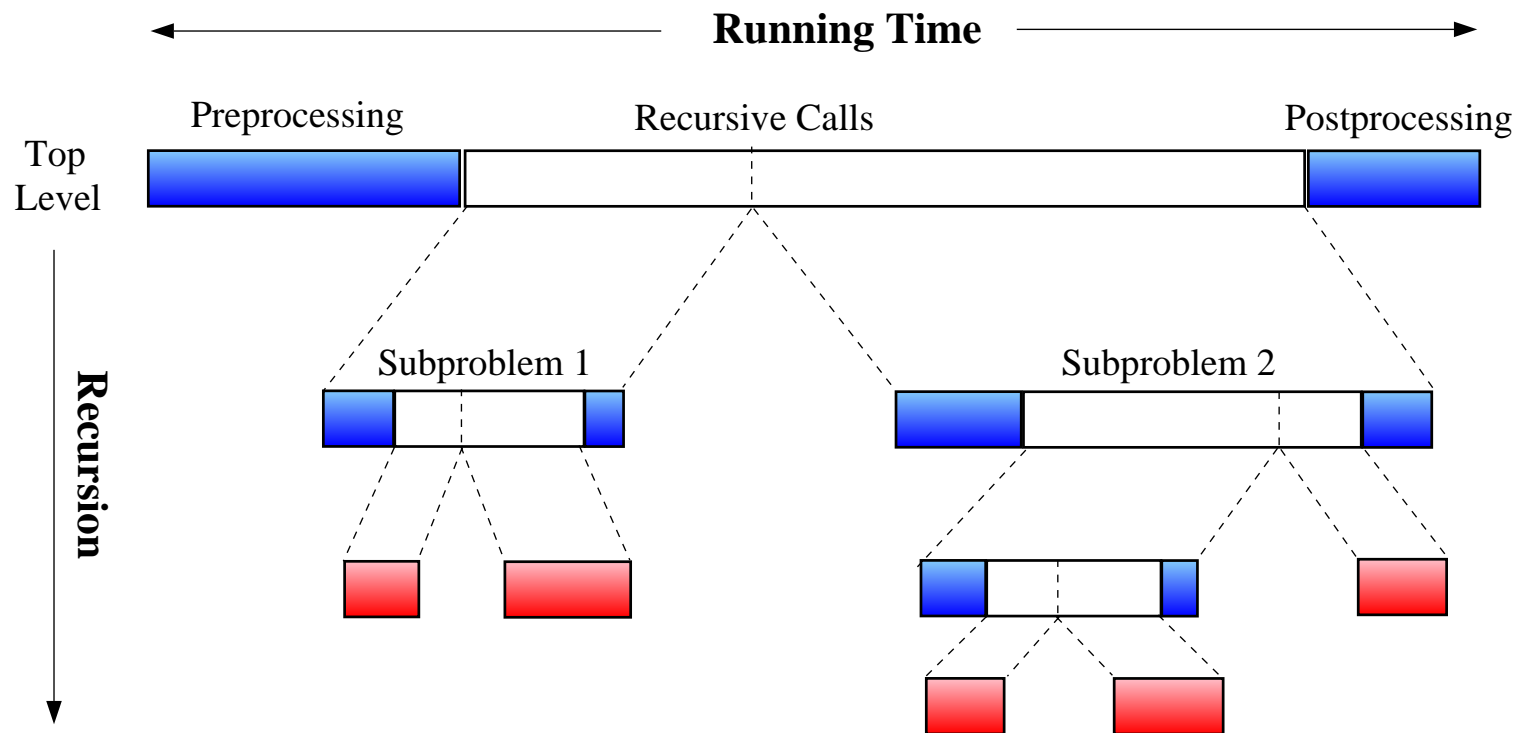 Running Time
Preprocessing
Recursive Calls
Postprocessing
Top
Level
Subproblem 1
Subproblem 2
Recursion